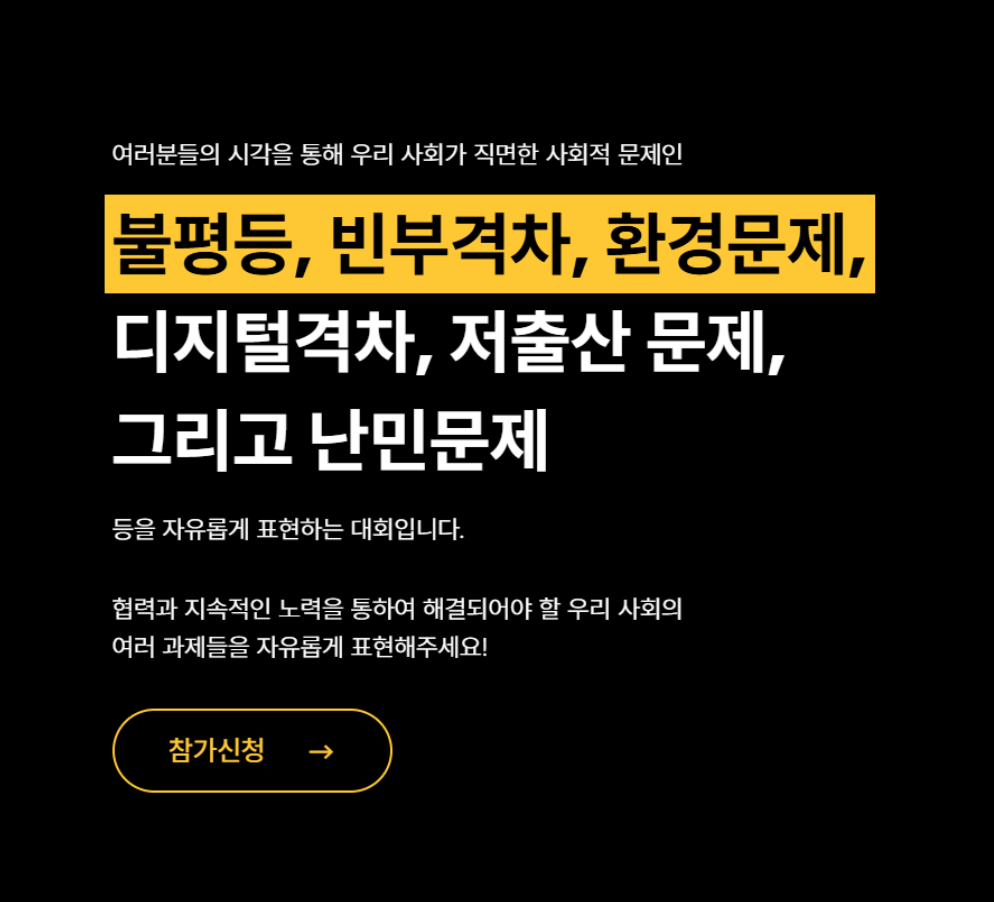 여러분들의 시각을 통해 우리 사회가 직면한 사회적 문제인
불평등, 빈부격차, 환경문제,
디지털격차, 저출산 문제,
그리고 난민문제
등을 자유롭게 표현하는 대회입니다.
협력과 지속적인 노력을 통하여 해결되어야 할 우리 사회의
여러 과제들을 자유롭게 표현해주세요!
참가신청 →